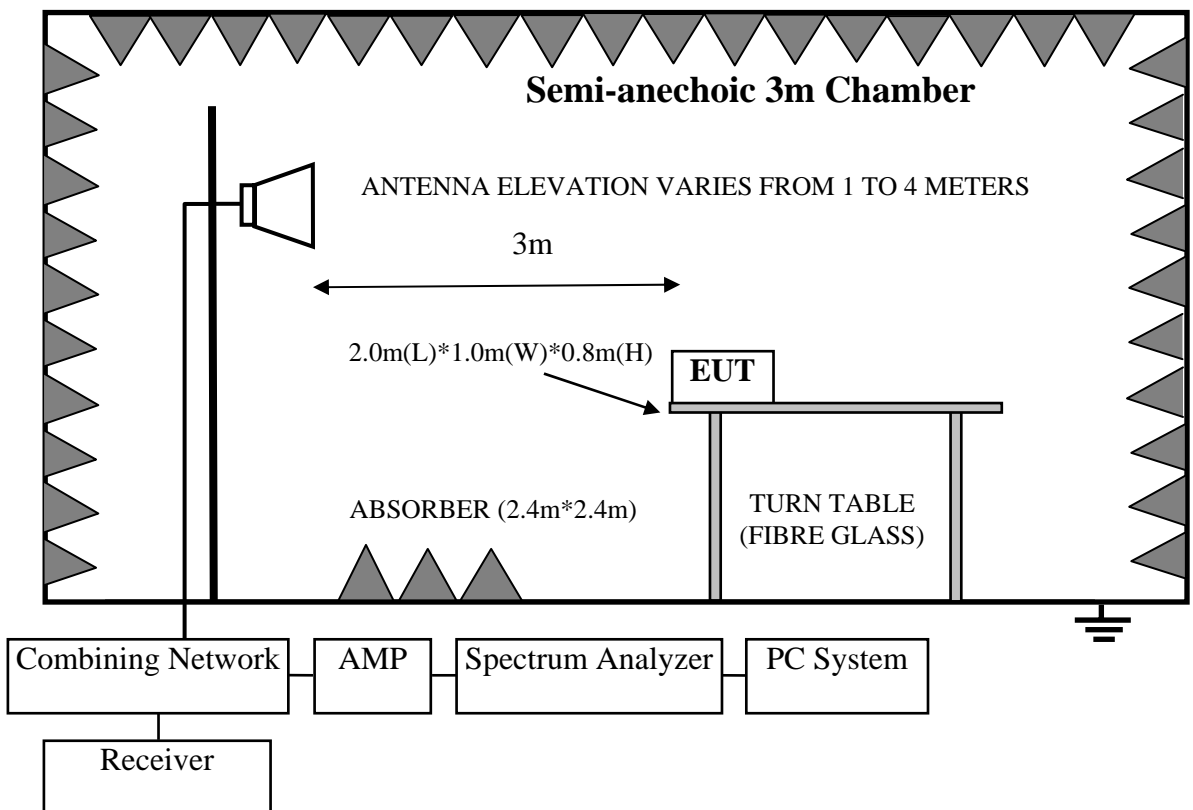 Semi-anechoic 3m Chamber
ANTENNA ELEVATION VARIES FROM 1 TO 4 METERS
3m
2.0m(L)*1.0m(W)*0.8m(H)
EUT
ABSORBER (2.4m*2.4m)
TURN TABLE
(FIBRE GLASS)
Combining Network
AMP
Spectrum Analyzer
PC System
Receiver